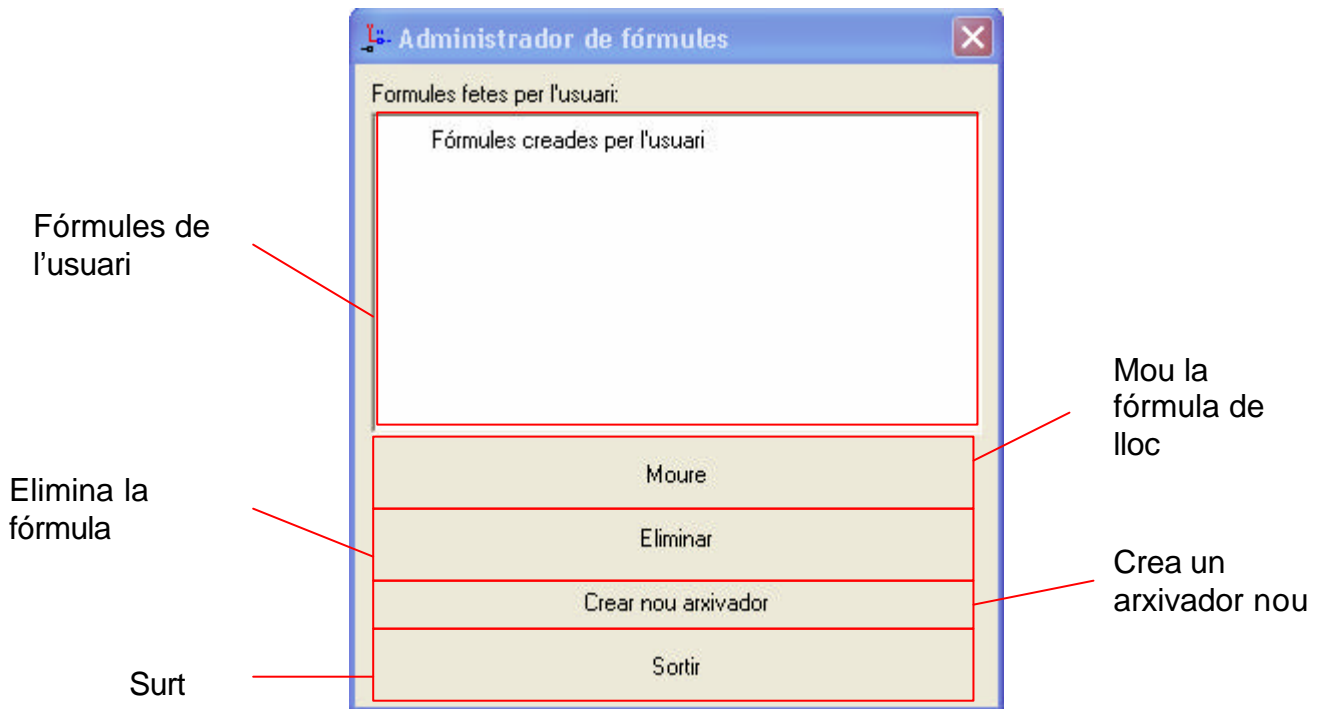 Administrador de fórmules
Formules fetes per l'usuari:
Fórmules creades per l'usuari
Fórmules de
l’usuari
Mou la
fórmula de
lloc
Moure
Elimina la
fórmula
Eliminar
Crea un
arxivador nou
Crear nou arxivador
Surt
Sortir